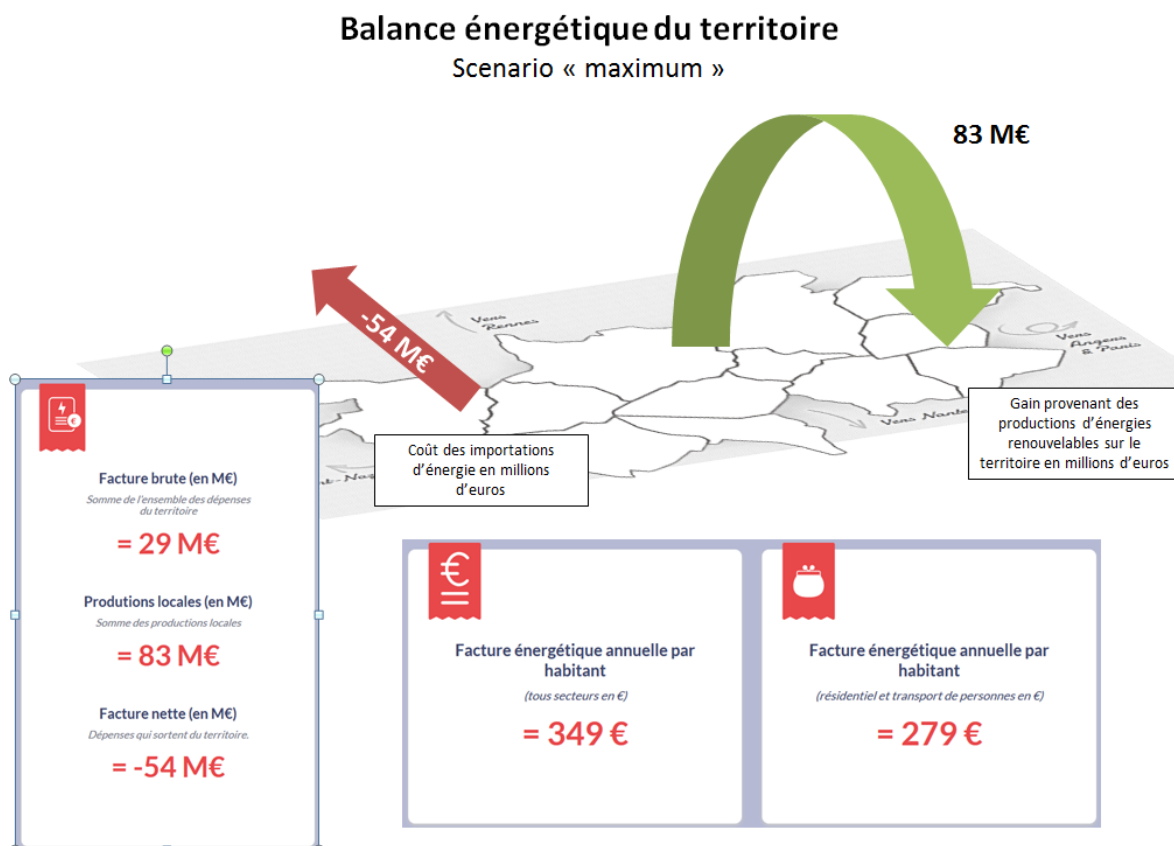 Balance énergétique du territoire
Scenario « maximum »
83 M€
-54 M€
Vers
Rennes
Vers
Angers
& Paris
Vers Nante
Coût des importations
d'énergie en millions
d'euros
Gain provenant des
productions d'énergies
renouvelables sur le
territoire en millions d'euros
Facture brute (en M€)
Somme de l'ensemble des dépenses
du territoire
= 29 M€
Produtions locales (en M€)
Somme des productions locales
= 83 M€
Facture nette (en M€)
Dépenses qui sortent du territoire.
= -54 M€
Facture énergétique annuelle par
habitant
(tous secteurs en €)
= 349 €
Facture énergétique annuelle par
habitant
(résidentiel et transport de personnes en €)
= 279 €